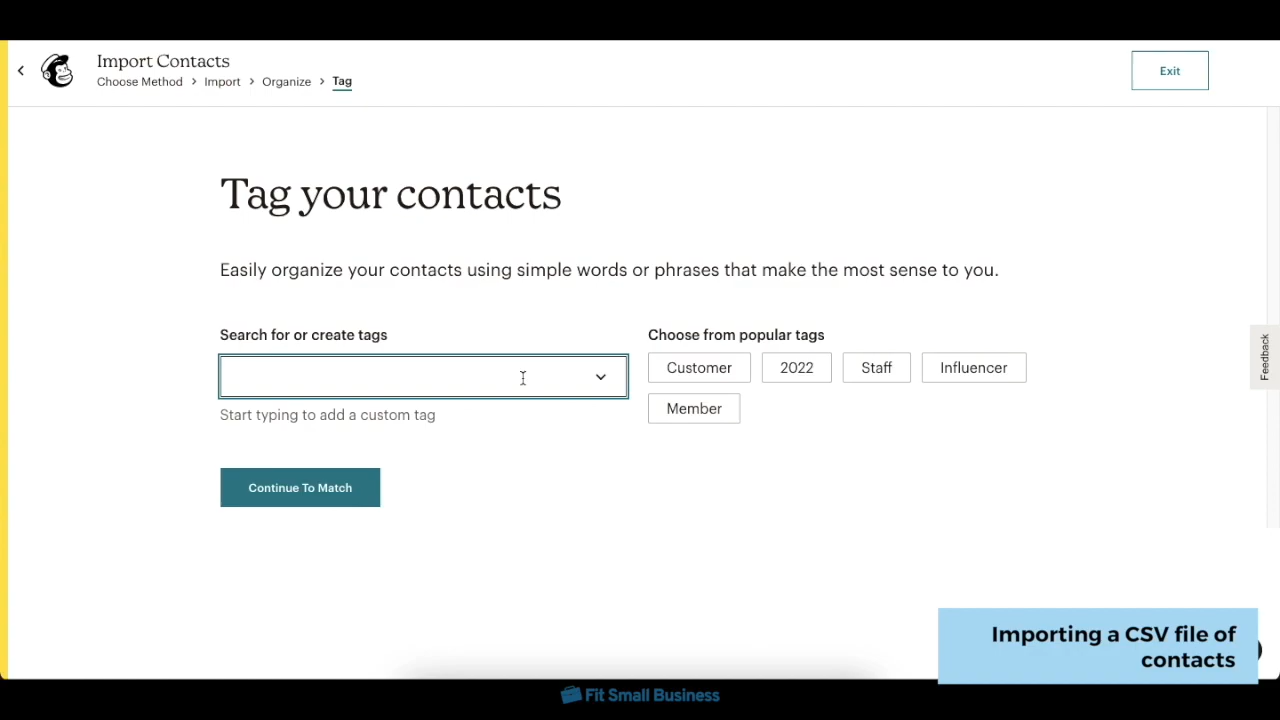 Import Contacts
Choose Method > Import > Organize > Tag
Exit
Tag your contacts
Easily organize your contacts using simple words or phrases that make the most sense to you.
Search for or create tags
Start typing to add a custom tag
Continue To Match
Choose from popular tags
Customer 2022 Staff Influencer
Member
Feedback
Importing a CSV file of
contacts
Fit Small Business